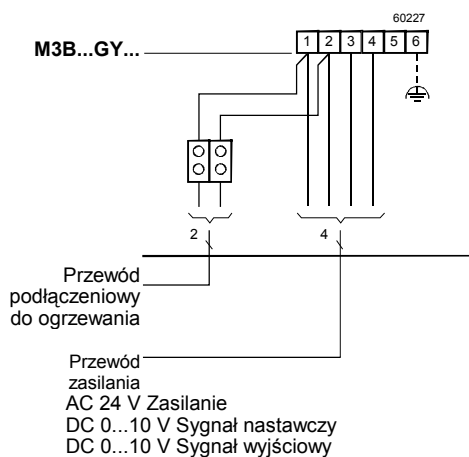 60227
M3B...GY...
1 2 3 4 5 6
2 4
Przewód
podłączeniowy
do ogrzewania
Przewód
zasilania
AC 24 V Zasilanie
DC 0...10 V Sygnał nastawczy
DC 0...10 V Sygnał wyjściowy